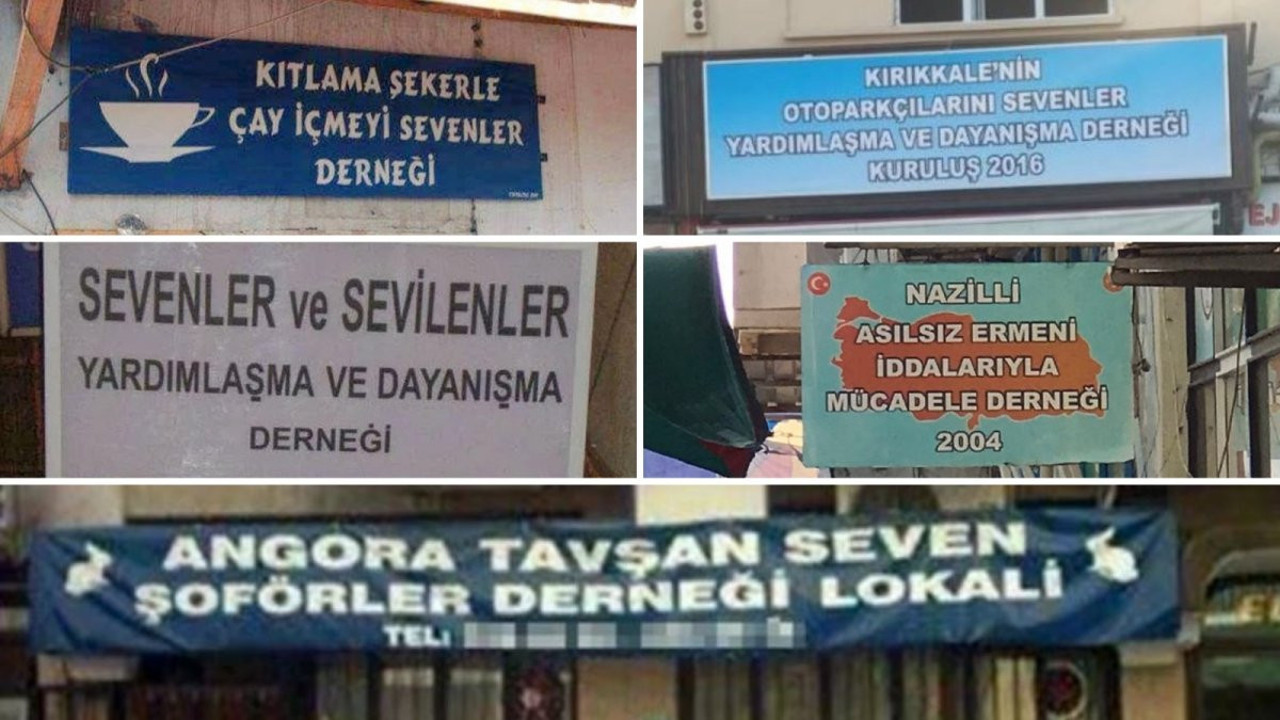 KITLAMA ŞEKERLE
ÇAY İÇMEYİ SEVENLER
DERNEĞİ
KIRIKKALE'NİN
OTOPARKÇILARINI SEVENLER
YARDIMLAŞMA VE DAYANIŞMA DERNEĞİ
KURULUŞ 2016
SEVENLER ve SEVİLENLER
YARDIMLAŞMA VE DAYANIŞMA
DERNEĞİ
NAZİLLİ
ASILSIZ ERMENİ
İDDALARIYLA
MÜCADELE DERNEĞİ
2004
ANGORA TAVŞAN SEVEN
ŞOFÖRLER DERNEĞİ LOKALİ
TEL: